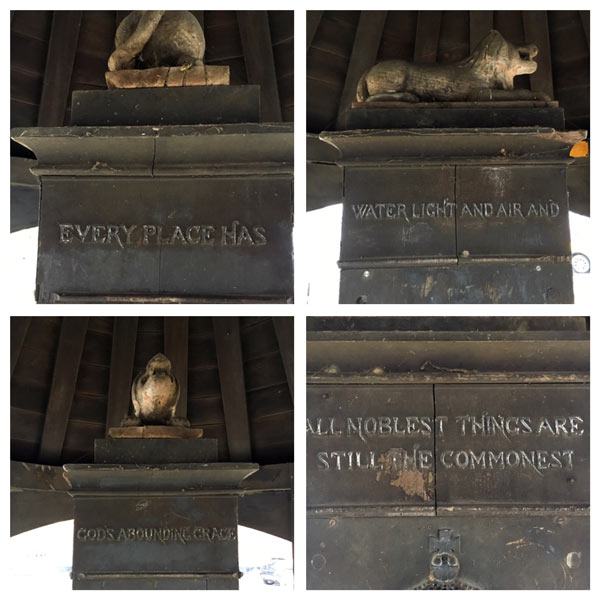 EVERY PLACE HAS
WATER LIGHT AND AIR AND
GOD'S ABOUNDING GRACE
ALL NOBLEST THINGS ARE
STILL THE COMMONEST